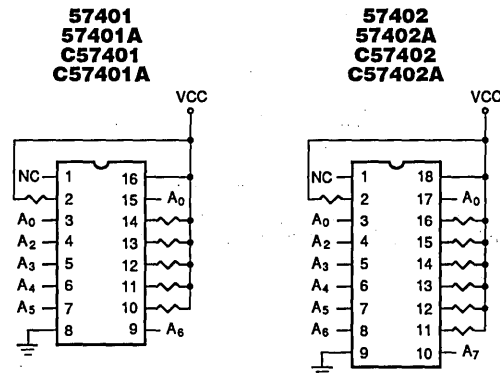 57401
57401A
C57401
C57401A
VCC
NC 1 16
2 15 A0
A0 3 14
A2 4 13
A3 5 12
A4 6 11
A5 7 10
8 9 A6
57402
57402A
C57402
C57402A
VCC
NC 1 18
2 17 A0
A0 3 16
A2 4 15
A3 5 14
A4 6 13
A5 7 12
A6 8 11
9 10 A7